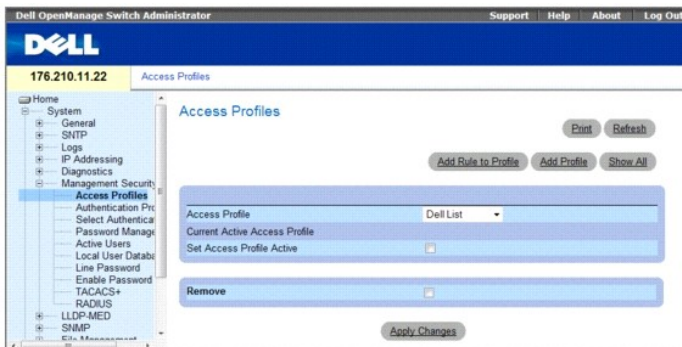 Dell OpenManage Switch Administrator Support Help About Log Out
DELL
176.210.11.22 Access Profiles
Home
System
General
SNTP
Logs
IP Addressing
Diagnostics
Management Security
Access Profiles
Authentication Pro
Select Authentica
Password Manage
Active Users
Local User Databa
Line Password
Enable Password
TACACS+
RADIUS
LLDP-MED
SNMP
File Management
Access Profiles
Print Refresh
Add Rule to Profile Add Profile Show All
Access Profile Dell List
Current Active Access Profile
Set Access Profile Active
Remove
Apply Changes